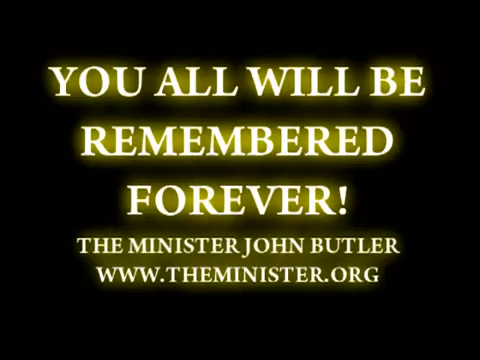 YOU ALL WILL BE
REMEMBERED
FOREVER!
THE MINISTER JOHN BUTLER
WWW.THEMINISTER.ORG